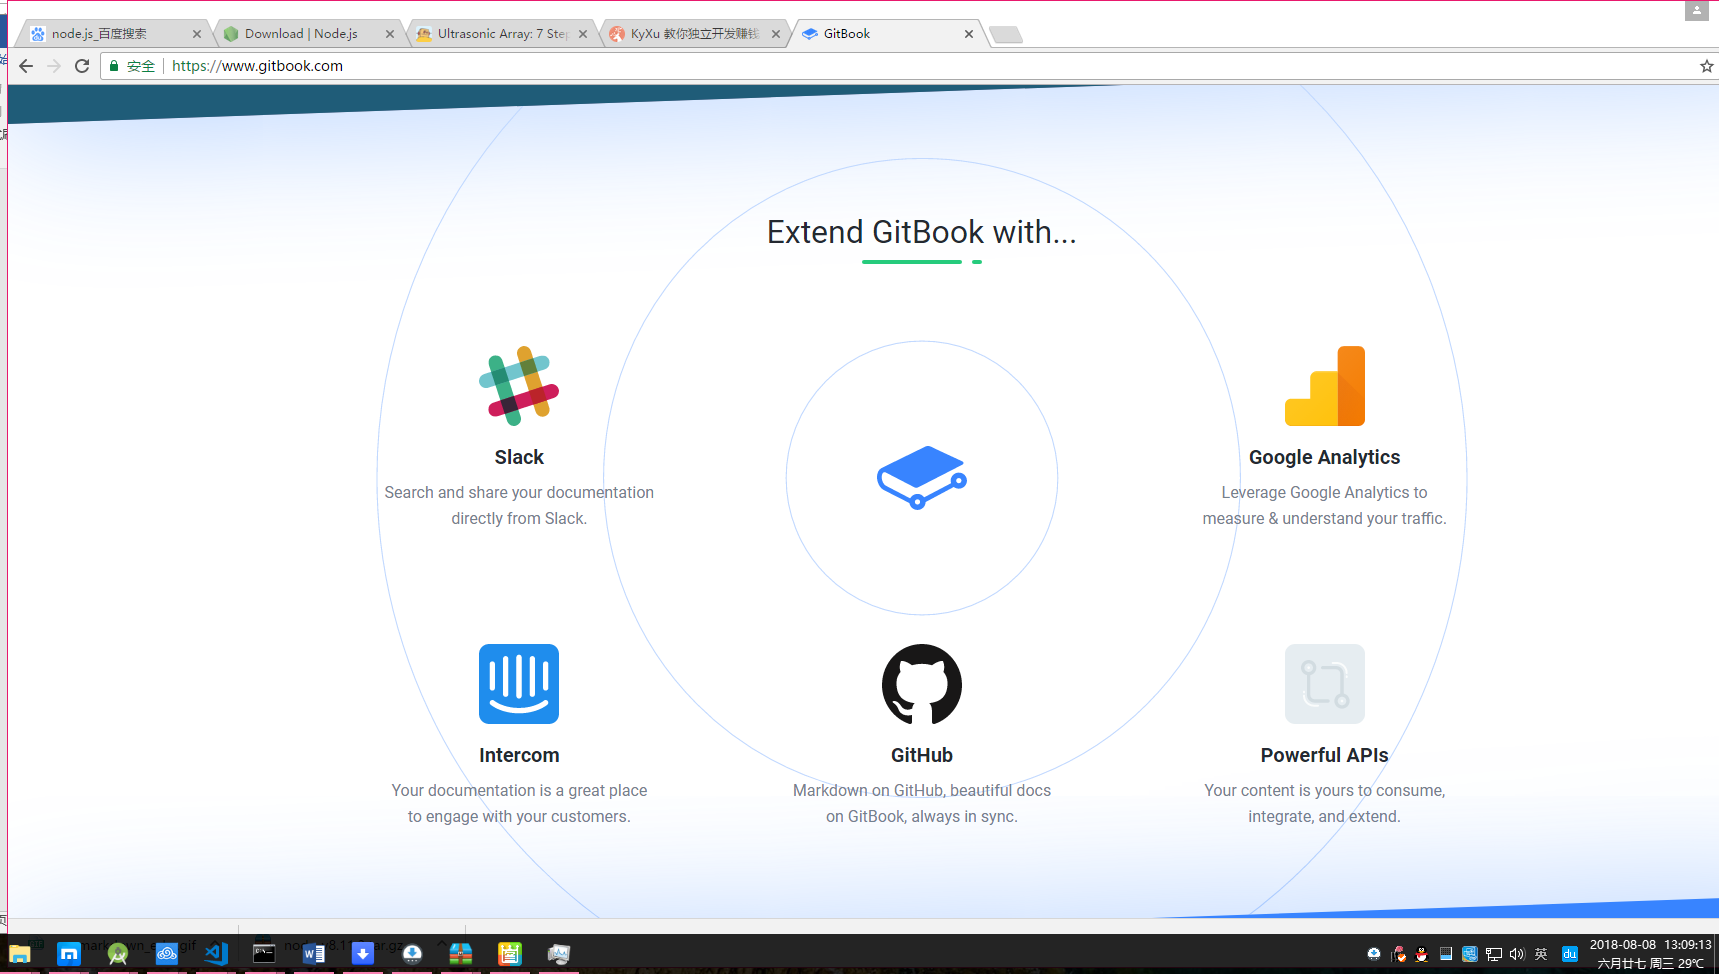 node.js_百度搜索
Download | Node.js
Ultrasonic Array: 7 Step
KyXu 教你独立开发赚钱
GitBook
安全
https://www.gitbook.com
Extend GitBook with...
Slack
Search and share your documentation
directly from Slack.
Google Analytics
Leverage Google Analytics to
measure & understand your traffic.
Intercom
Your documentation is a great place
to engage with your customers.
GitHub
Markdown on GitHub, beautiful docs
on GitBook, always in sync.
Powerful APIs
Your content is yours to consume,
integrate, and extend.
英
du
2018-08-08 13:09:13
六月廿七 周三 29℃